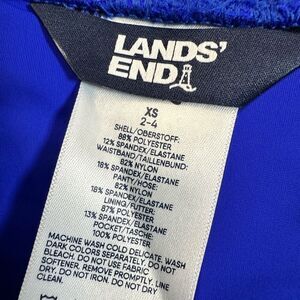 LANDS'
END
XS
2-4
SHELL/OBERSTOFF:
88% POLYESTER
12% SPANDEX/ELASTANE
WAISTBAND/TAILLENBUND:
82% NYLON
18% SPANDEX/ELASTANE
PANTY/HOSE:
82% NYLON
18% SPANDEX/ELASTANE
LINING/FUTTER:
87% POLYESTER
13% SPANDEX/ELASTANE
POCKET/TASCHE:
100% POLYESTER
MACHINE WASH COLD DELICATE. WASH
DARK COLORS SEPARATELY. DO NOT
BLEACH. DO NOT USE FABRIC
SOFTENER. REMOVE PROMPTLY. LINE
DRY. DO NOT IRON. DO NOT DRY